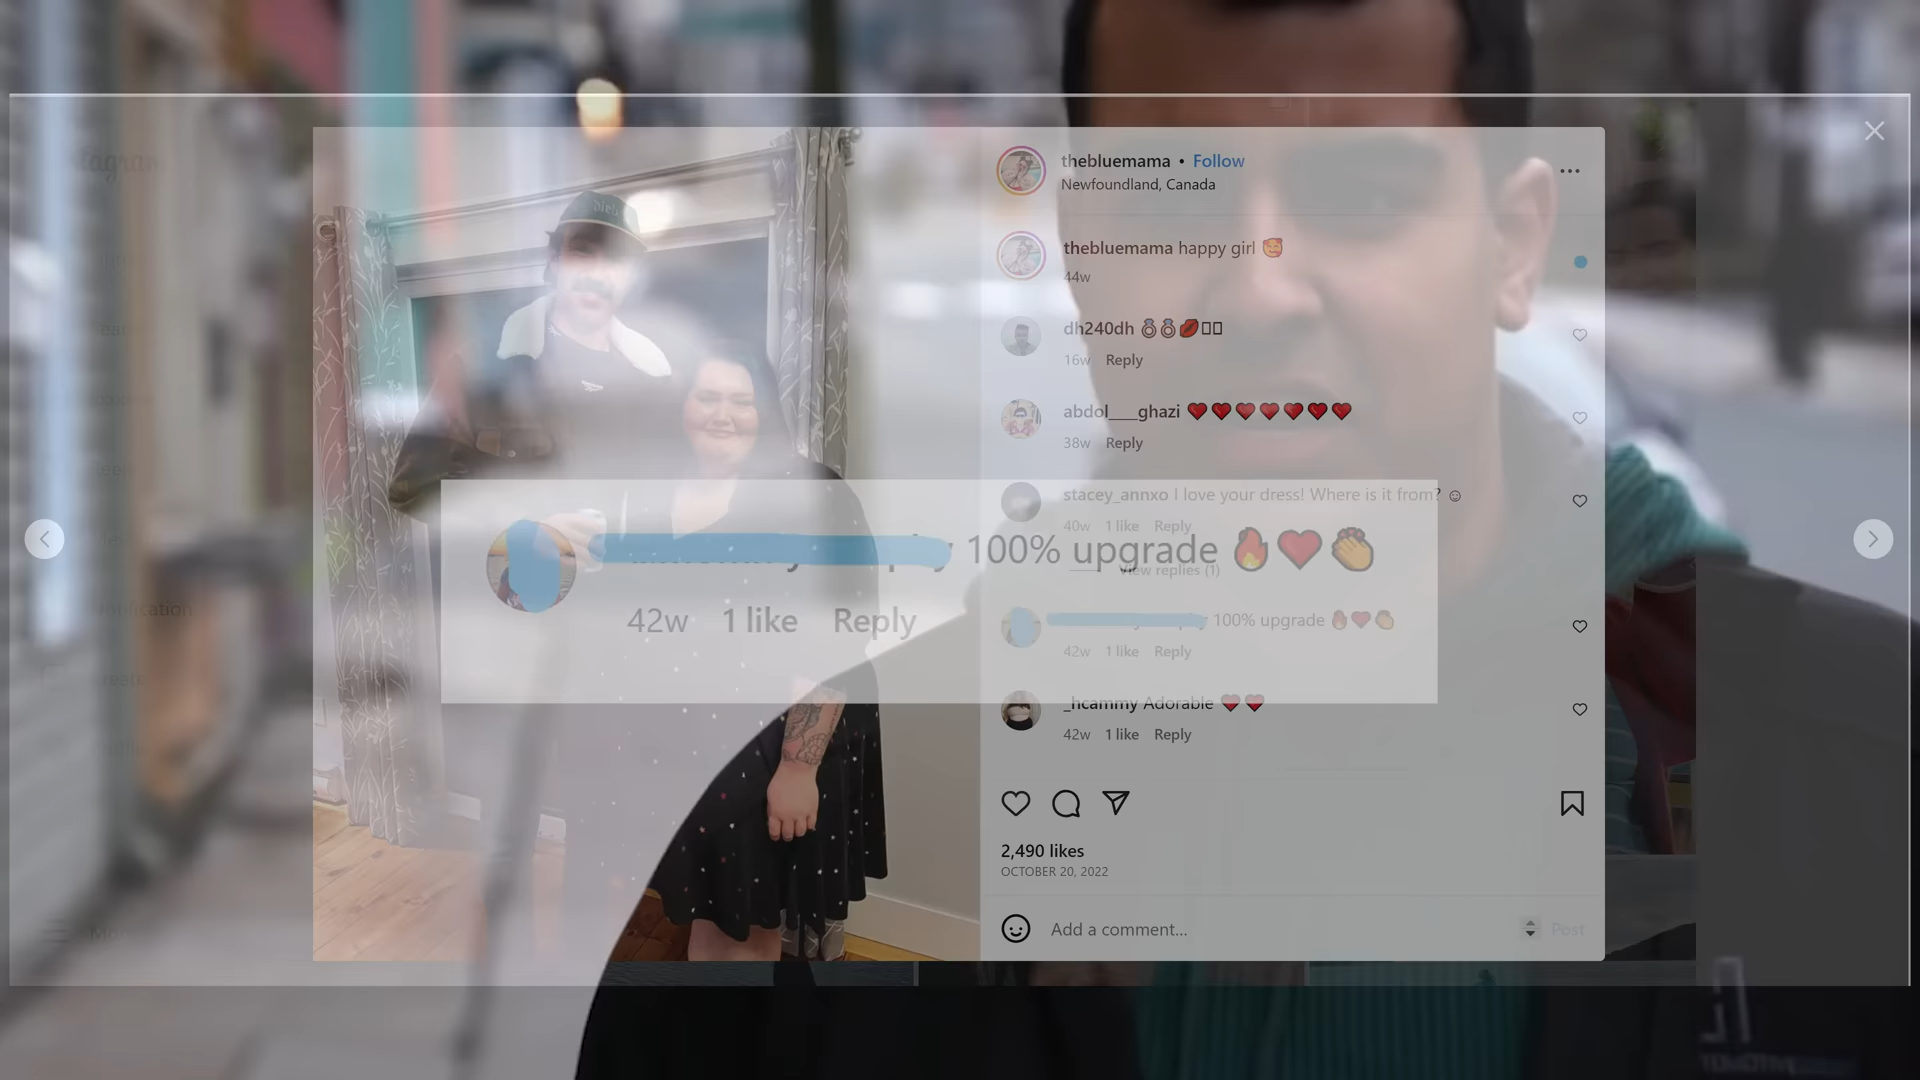 thebluemama • Follow
Newfoundland, Canada
thebluemama happy girl 🥰
44w
dh240dh 💍💍💋
16w Reply
abdol___ghazi ❤️❤️❤️❤️❤️❤️❤️
38w Reply
stacey_annxo I love your dress! Where is it from? ☺
40w 1 like Reply
View replies (1)
100% upgrade 🔥❤️👏
42w 1 like Reply
100% upgrade 🔥❤️👏
42w 1 like Reply
_hcammy Adorable ❤️❤️
42w 1 like Reply
2,490 likes
OCTOBER 20, 2022
Add a comment...
Post